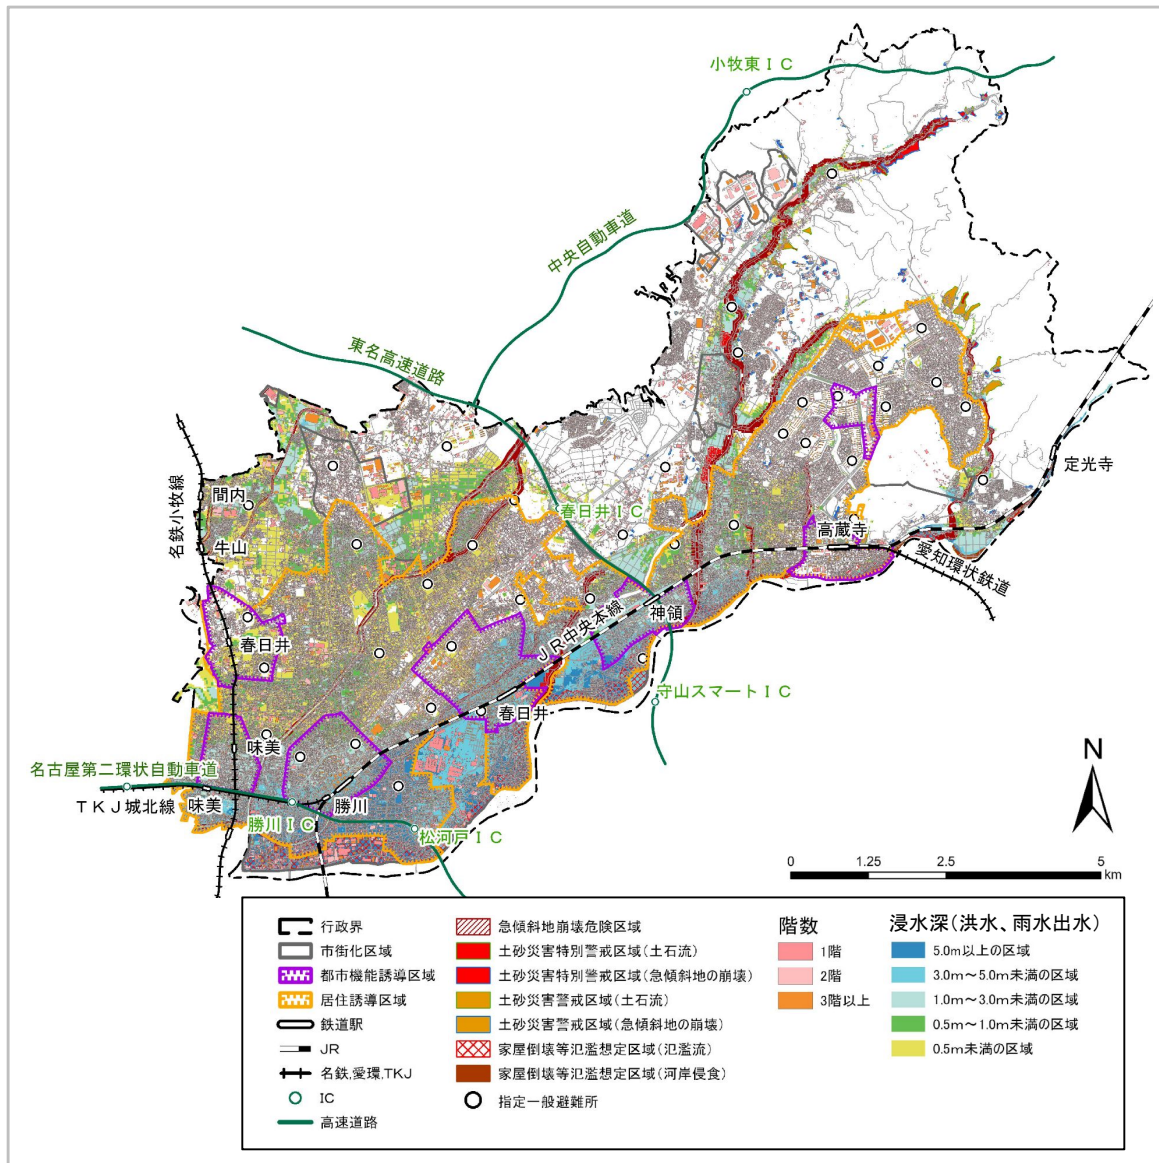 小牧東ＩＣ
中央自動車道
東名高速道路
名鉄小牧線
間内
牛山
春日井ＩＣ
定光寺
高蔵寺
愛知環状鉄道
ＪＲ中央本線
神領
春日井
守山スマートＩＣ
春日井
味美
名古屋第二環状自動車道
ＴＫＪ城北線
味美
勝川ＩＣ
勝川
松河戸ＩＣ
N
0 1.25 2.5 5
km
行政界
市街化区域
都市機能誘導区域
居住誘導区域
鉄道駅
JR
名鉄,愛環,TKJ
IC
高速道路
急傾斜地崩壊危険区域
土砂災害特別警戒区域(土石流)
土砂災害特別警戒区域(急傾斜地の崩壊)
土砂災害警戒区域(土石流)
土砂災害警戒区域(急傾斜地の崩壊)
家屋倒壊等氾濫想定区域(氾濫流)
家屋倒壊等氾濫想定区域(河岸侵食)
指定一般避難所
階数
1階
2階
3階以上
浸水深(洪水、雨水出水)
5.0m以上の区域
3.0m～5.0m未満の区域
1.0m～3.0m未満の区域
0.5m～1.0m未満の区域
0.5m未満の区域